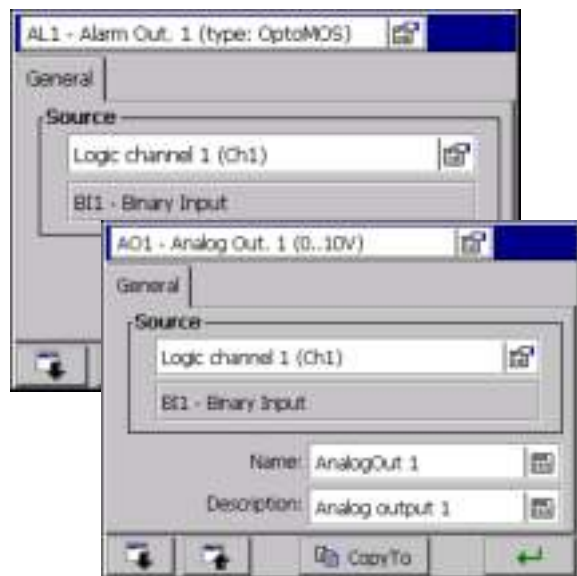 AL1 - Alarm Out. 1 (type: OptoMOS)
General
Source
Logic channel 1 (Ch1)
BI1 - Binary Input
AO1 - Analog Out. 1 (0..10V)
General
Source
Logic channel 1 (Ch1)
BI1 - Binary Input
Name: AnalogOut 1
Description: Analog output 1
CopyTo